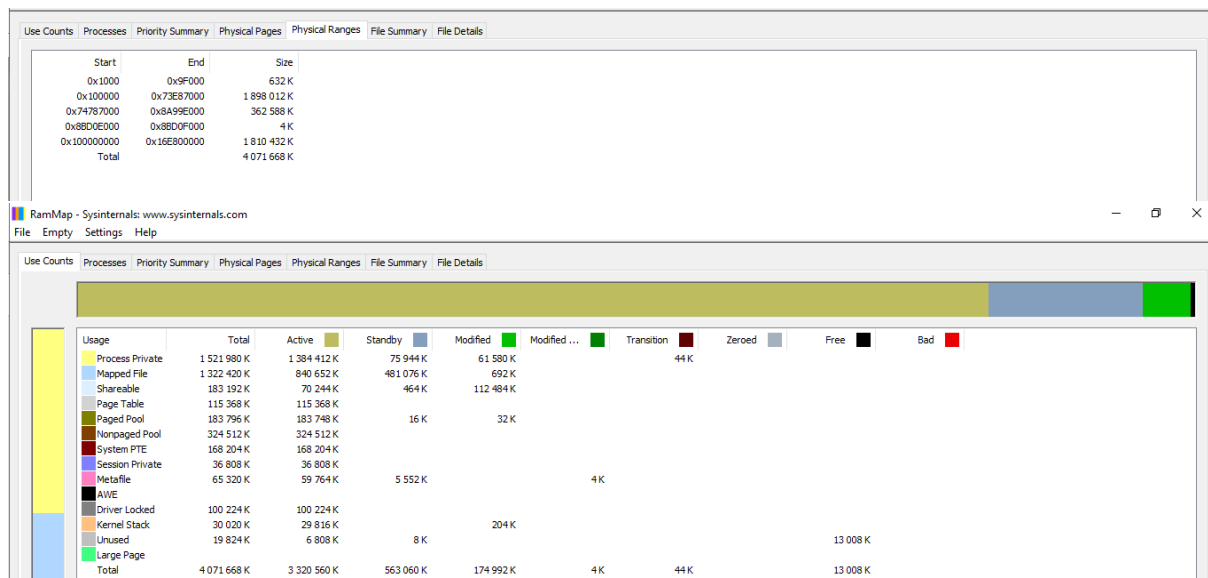 Use Counts Processes Priority Summary Physical Pages Physical Ranges File Summary File Details
Start End Size
0x1000 0x9F000 632 K
0x100000 0x73E87000 1 898 012 K
0x74787000 0x8A99E000 362 588 K
0x8BD0E000 0x8BD0F000 4 K
0x100000000 0x16E800000 1 810 432 K
Total 4 071 668 K
RamMap - Sysinternals: www.sysinternals.com
File Empty Settings Help
Use Counts Processes Priority Summary Physical Pages Physical Ranges File Summary File Details
Usage Total Active Standby Modified Modified ... Transition Zeroed Free Bad
Process Private 1 521 980 K 1 384 412 K 75 944 K 61 580 K 44 K
Mapped File 1 322 420 K 840 652 K 481 076 K 692 K
Shareable 183 192 K 70 244 K 464 K 112 484 K
Page Table 115 368 K 115 368 K
Paged Pool 183 796 K 183 748 K 16 K 32 K
Nonpaged Pool 324 512 K 324 512 K
System PTE 168 204 K 168 204 K
Session Private 36 808 K 36 808 K
Metafile 65 320 K 59 764 K 5 552 K 4 K
AWE
Driver Locked 100 224 K 100 224 K
Kernel Stack 30 020 K 29 816 K 204 K
Unused 19 824 K 6 808 K 8 K 13 008 K
Large Page
Total 4 071 668 K 3 320 560 K 563 060 K 174 992 K 4 K 44 K 13 008 K